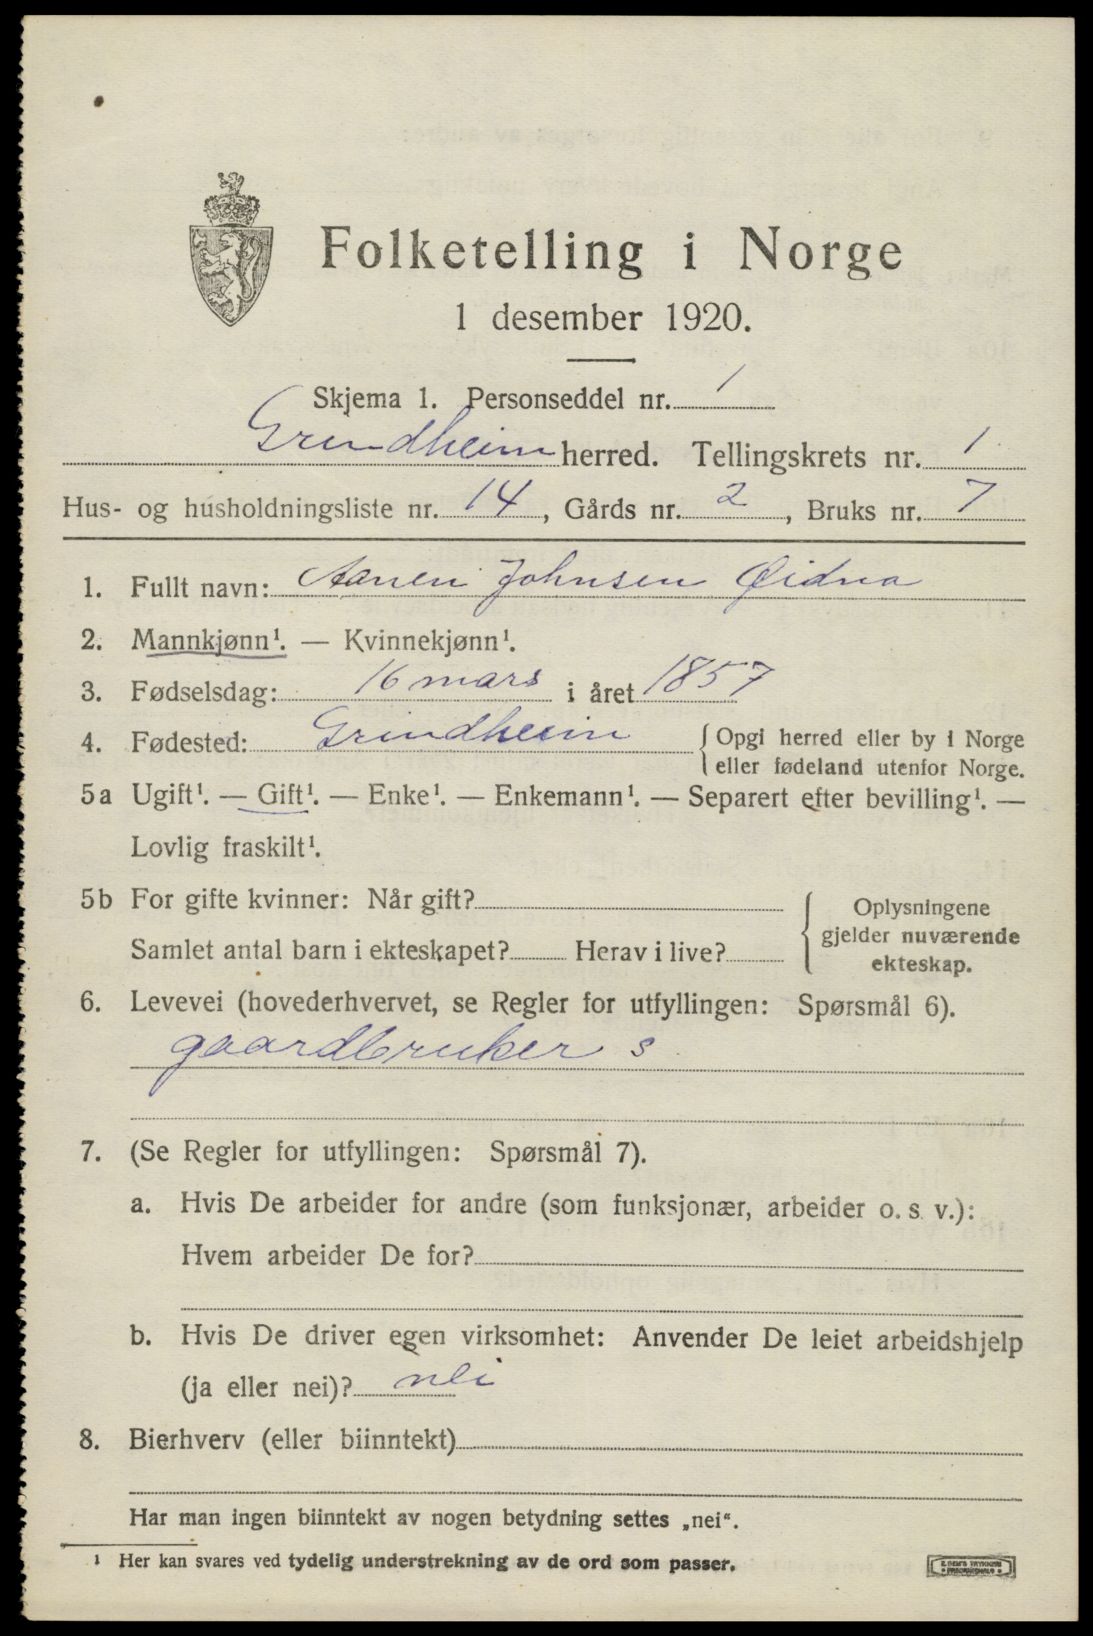 Folketelling i Norge
1 desember 1920.
Skjema 1. Personseddel nr. 1
Grindheim herred. Tellingskrets nr. 1
Hus- og husholdningsliste nr. 14, Gårds nr. 2, Bruks nr. 7
1. Fullt navn: Aanen Johnsen Øidna
2. Mannkjønn¹. — Kvinnekjønn¹.
3. Fødselsdag: 16 mars i året 1857
4. Fødested: Grindheim { Opgi herred eller by i Norge
eller fødeland utenfor Norge.
5a Ugift¹. — Gift¹. — Enke¹. — Enkemann¹. — Separert efter bevilling¹. —
Lovlig fraskilt¹.
5b For gifte kvinner: Når gift?
Samlet antal barn i ekteskapet? Herav i live?
Oplysningene
gjelder nuværende
ekteskap.
6. Levevei (hovederhvervet, se Regler for utfyllingen: Spørsmål 6).
gaardbruker s
7. (Se Regler for utfyllingen: Spørsmål 7).
a. Hvis De arbeider for andre (som funksjonær, arbeider o. s. v.):
Hvem arbeider De for?
b. Hvis De driver egen virksomhet: Anvender De leiet arbeidshjelp
(ja eller nei)? nei
8. Bierhverv (eller biinntekt)
Har man ingen biinntekt av nogen betydning settes „nei“.
¹ Her kan svares ved tydelig understrekning av de ord som passer.